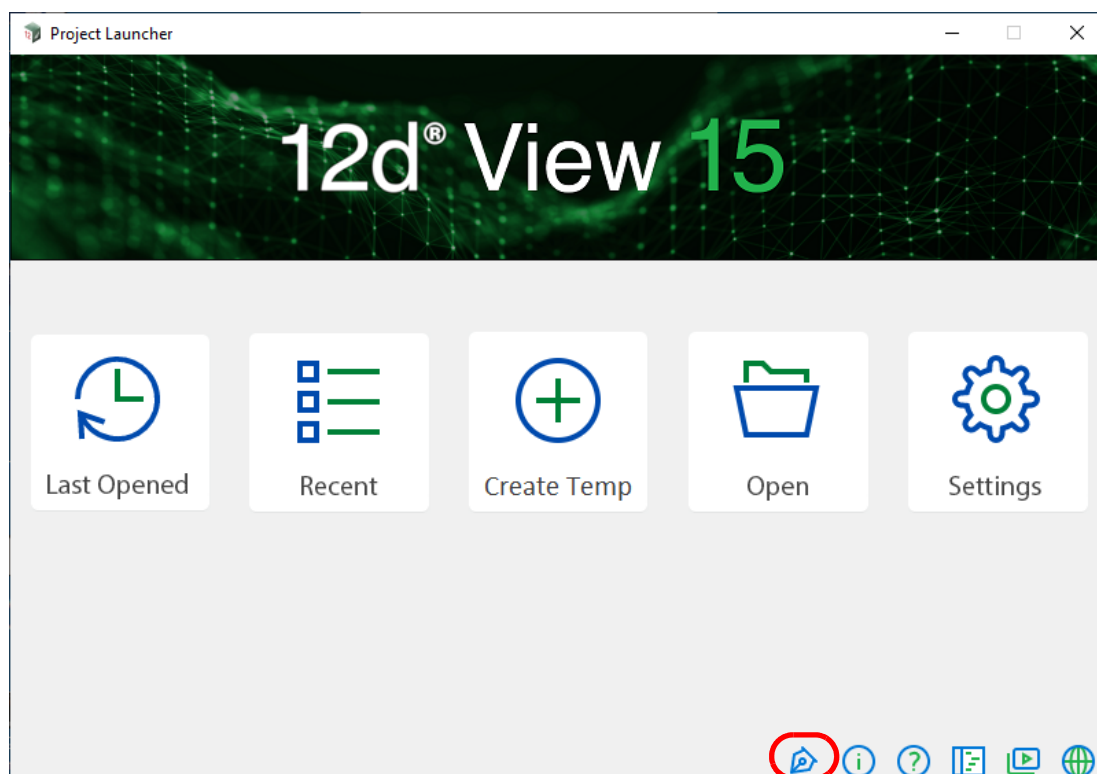 Project Launcher
12d® View 15
Last Opened
Recent
Create Temp
Open
Settings